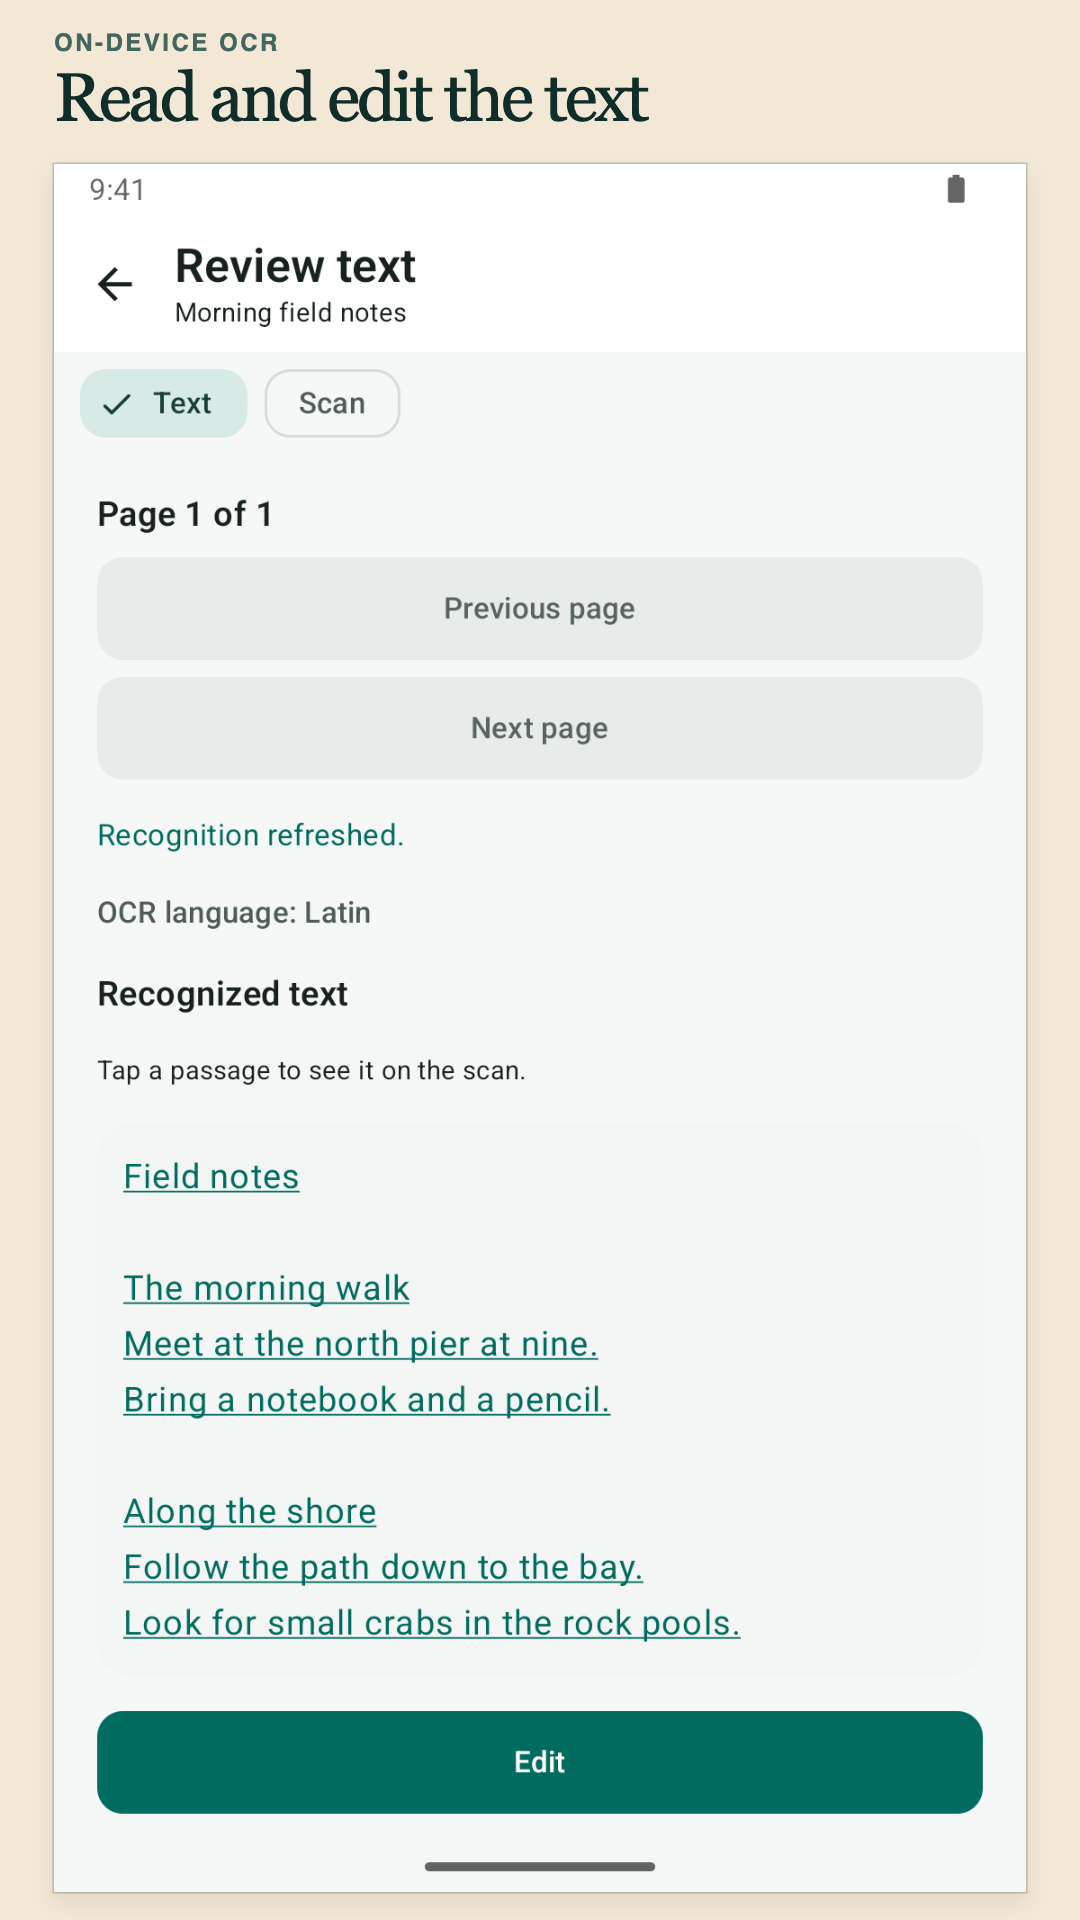 ON-DEVICE OCR
Read and edit the text
9:41
Review text
Morning field notes
Text
Scan
Page 1 of 1
Previous page
Next page
Recognition refreshed.
OCR language: Latin
Recognized text
Tap a passage to see it on the scan.
Field notes
The morning walk
Meet at the north pier at nine.
Bring a notebook and a pencil.
Along the shore
Follow the path down to the bay.
Look for small crabs in the rock pools.
Edit